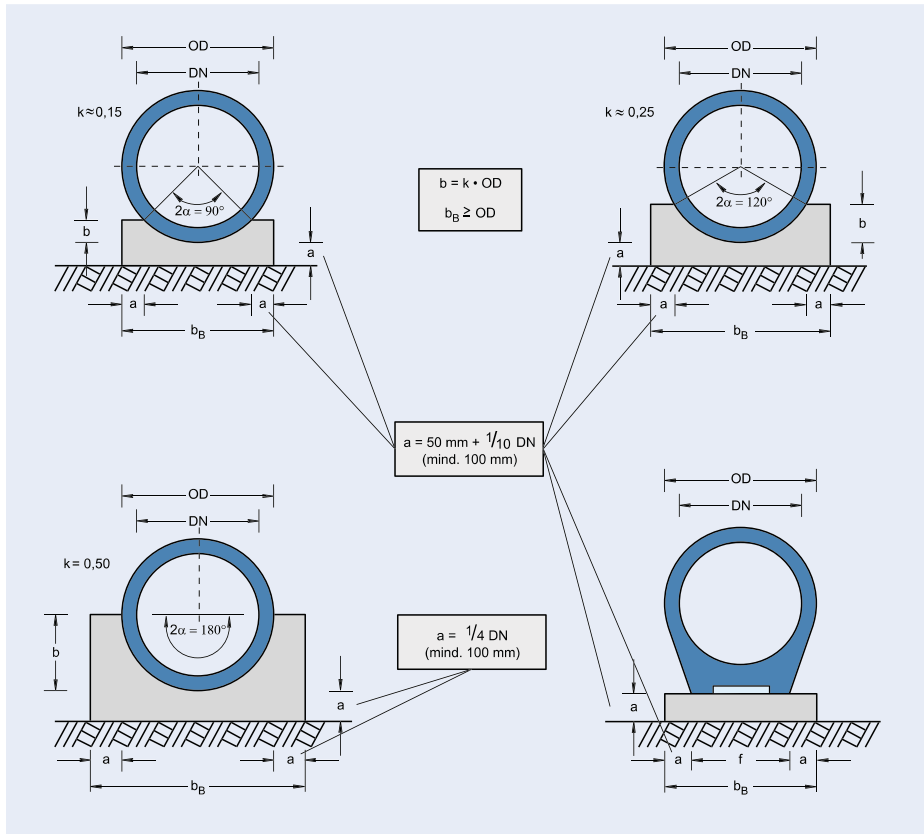 OD
DN
k ≈ 0,15
2α = 90°
b
a
a
a
b_B
b = k • OD
b_B ≥ OD
OD
DN
k ≈ 0,25
2α = 120°
b
a
a
a
b_B
a = 50 mm + 1/10 DN
(mind. 100 mm)
OD
DN
k = 0,50
2α = 180°
b
a
a
a
b_B
a = 1/4 DN
(mind. 100 mm)
OD
DN
a
a
f
a
b_B